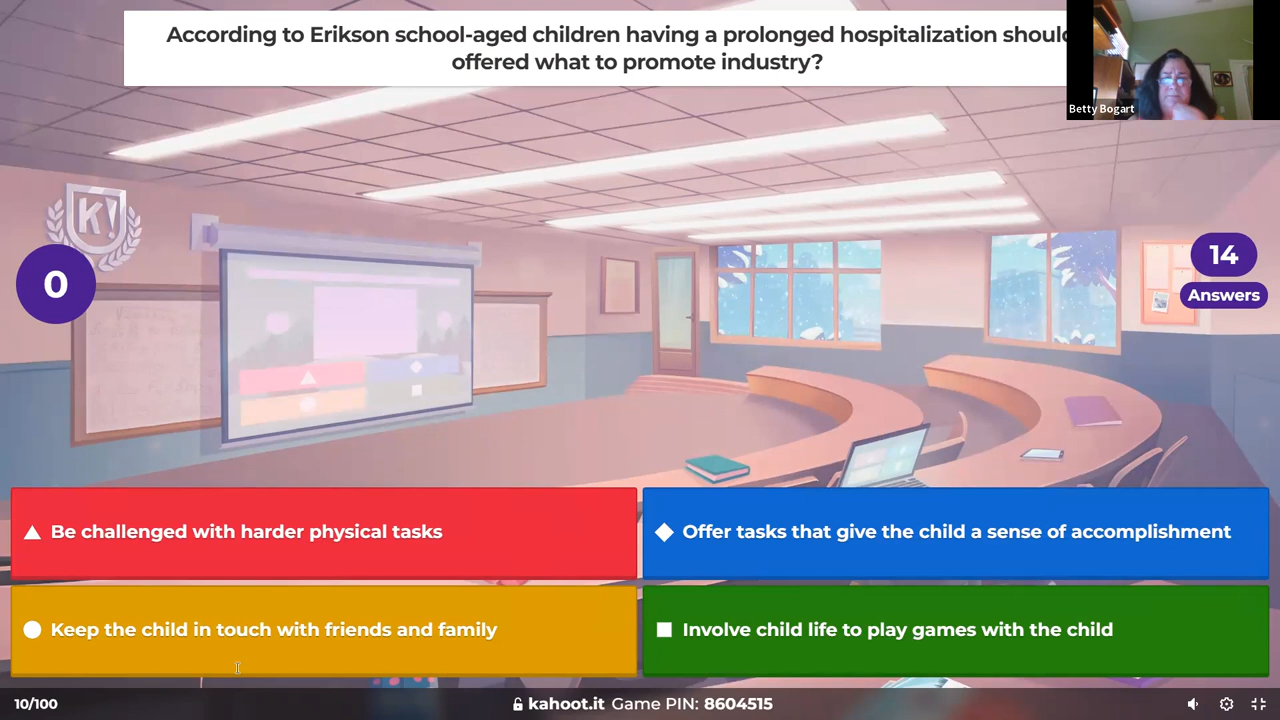 According to Erikson school-aged children having a prolonged hospitalization
offered what to promote industry?
Betty Bogart
K!
0
14
Answers
Be challenged with harder physical tasks
Offer tasks that give the child a sense of accomplishment
Keep the child in touch with friends and family
Involve child life to play games with the child
10/100
kahoot.it Game PIN: 8604515